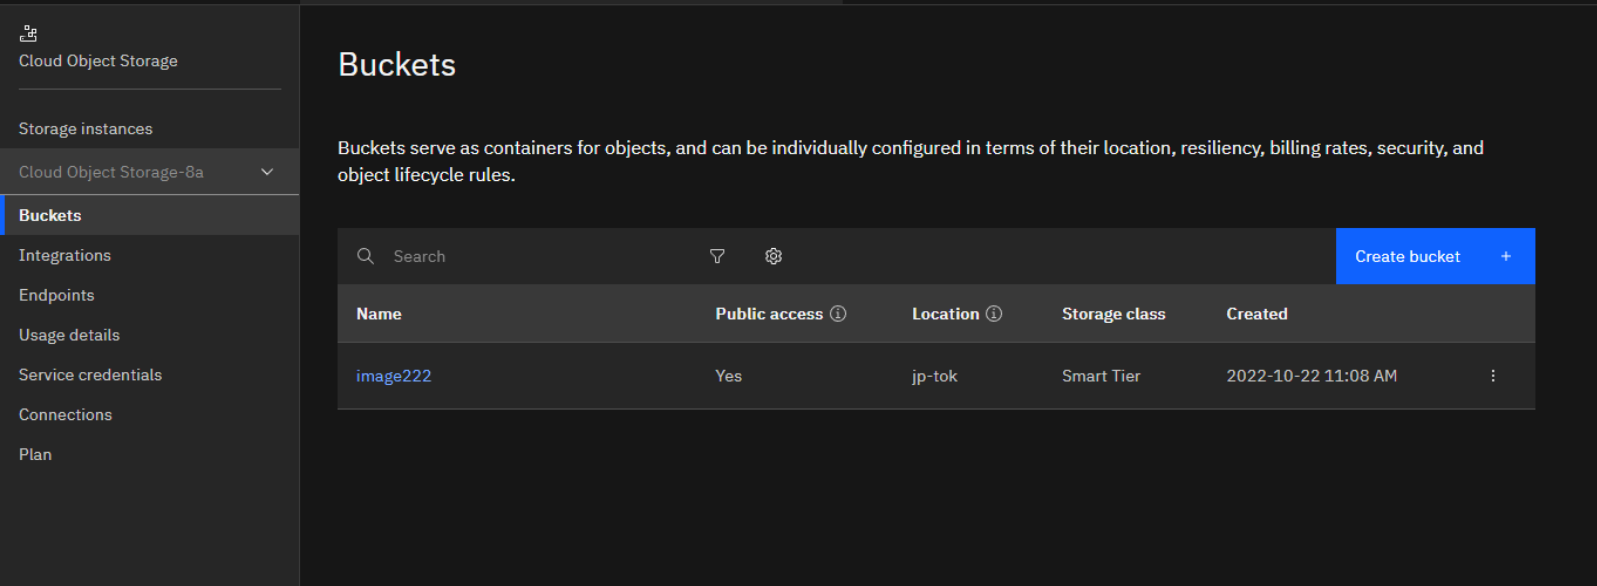 Cloud Object Storage
Storage instances
Cloud Object Storage-8a
Buckets
Integrations
Endpoints
Usage details
Service credentials
Connections
Plan
Buckets
Buckets serve as containers for objects, and can be individually configured in terms of their location, resiliency, billing rates, security, and
object lifecycle rules.
Search
Create bucket +
Name Public access Location Storage class Created
image222 Yes jp-tok Smart Tier 2022-10-22 11:08 AM